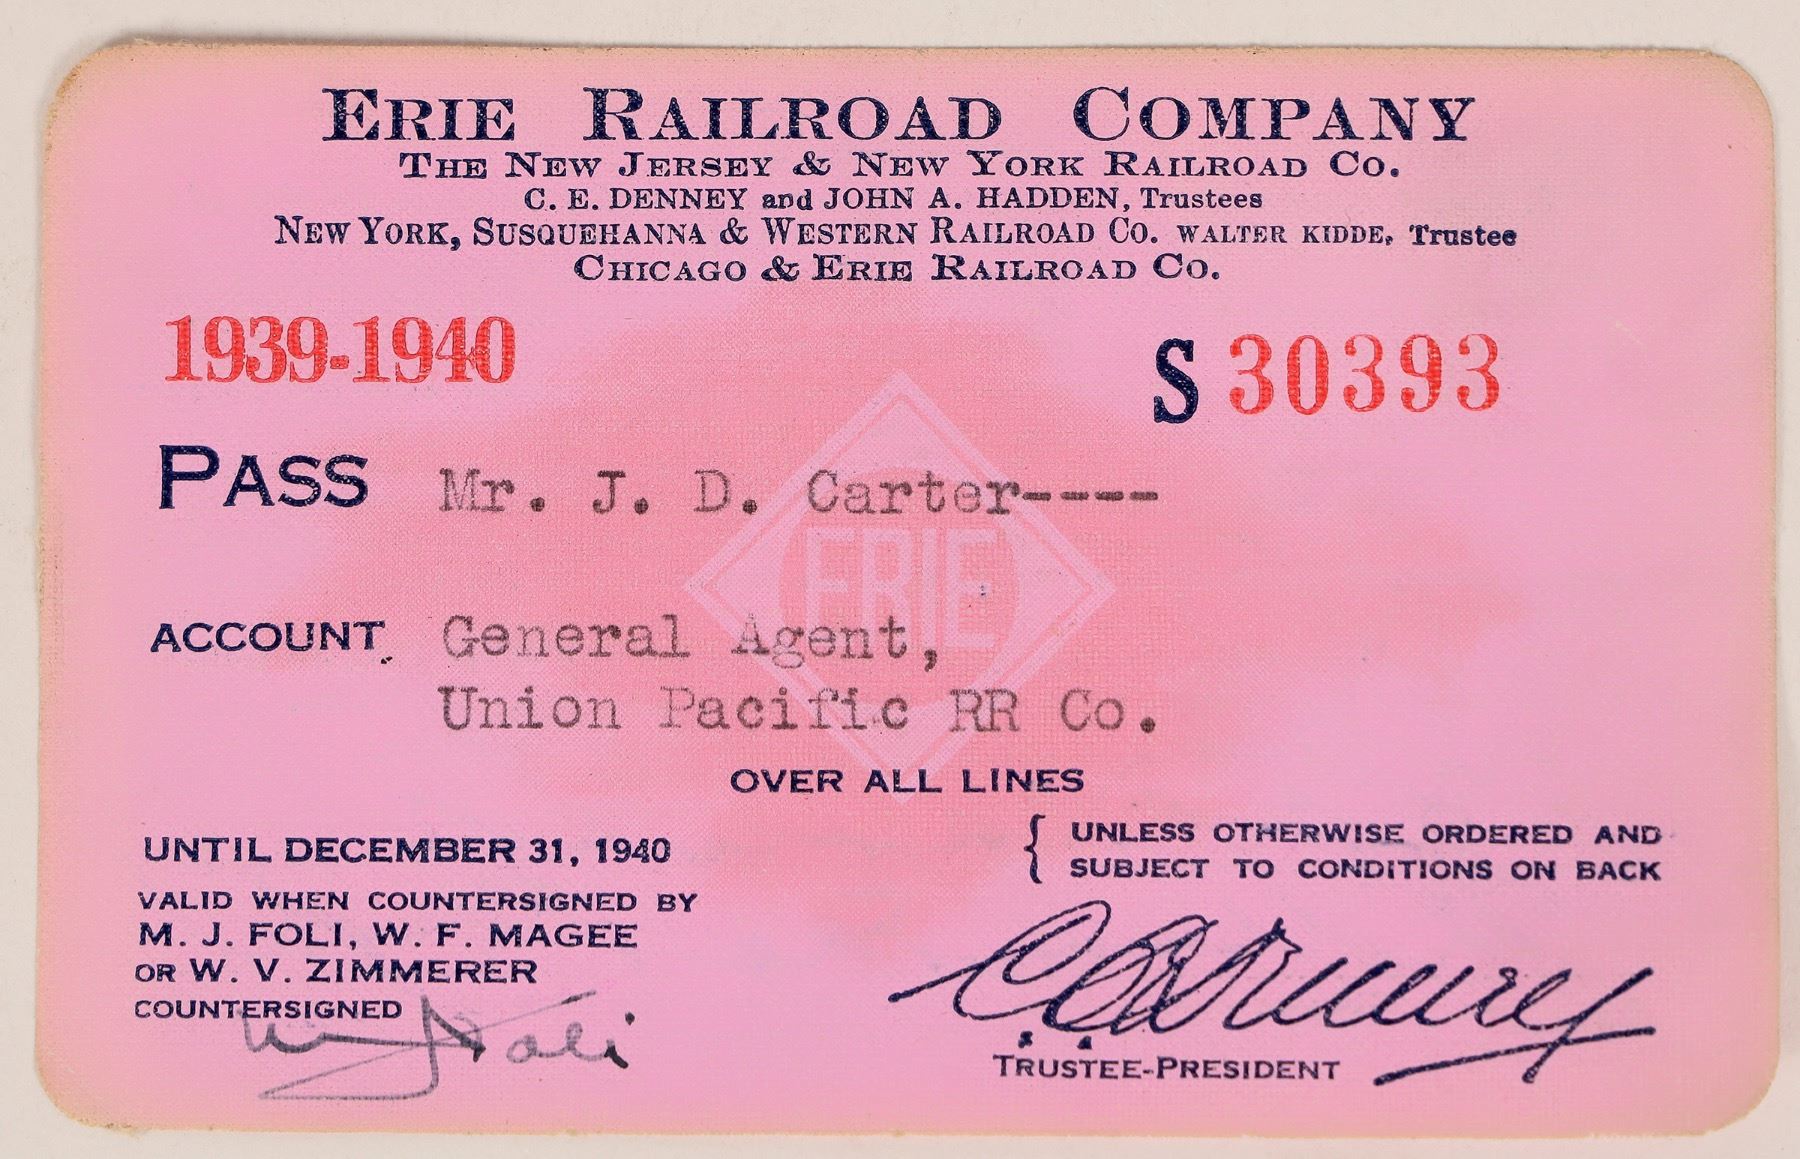 ERIE RAILROAD COMPANY
THE NEW JERSEY & NEW YORK RAILROAD CO.
C. E. DENNEY and JOHN A. HADDEN, Trustees
NEW YORK, SUSQUEHANNA & WESTERN RAILROAD CO. WALTER KIDDE, Trustee
CHICAGO & ERIE RAILROAD CO.
1939-1940
S 30393
PASS Mr. J. D. Carter-----
ERIE
ACCOUNT General Agent,
Union Pacific RR Co.
OVER ALL LINES
UNTIL DECEMBER 31, 1940
UNLESS OTHERWISE ORDERED AND
SUBJECT TO CONDITIONS ON BACK
VALID WHEN COUNTERSIGNED BY
M. J. FOLI, W. F. MAGEE
OR W. V. ZIMMERER
COUNTERSIGNED
M J Foli
C. E. Denney
TRUSTEE-PRESIDENT